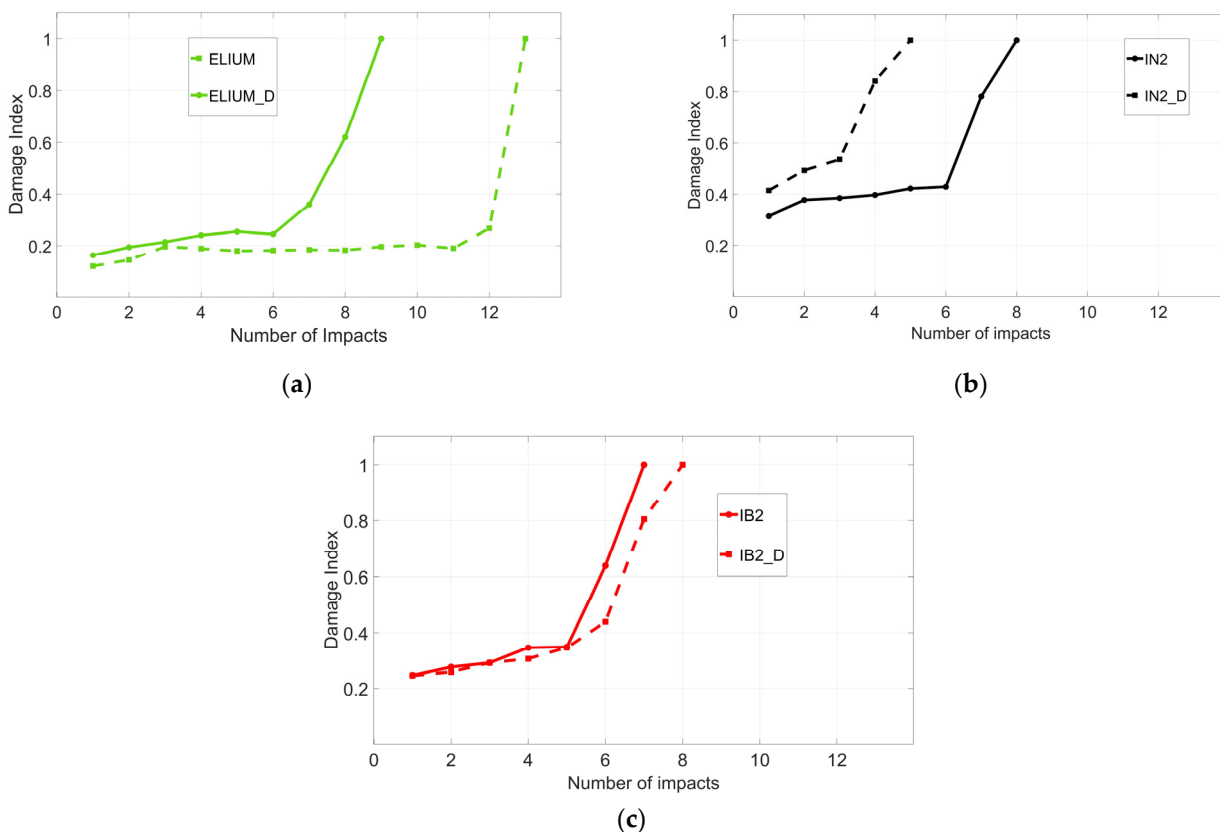 1
0.8
0.6
0.4
0.2
0 2 4 6 8 10 12
Damage Index
Number of Impacts
ELIUM
ELIUM_D
(a)
1
0.8
0.6
0.4
0.2
0 2 4 6 8 10 12
Damage Index
Number of impacts
IN2
IN2_D
(b)
1
0.8
0.6
0.4
0.2
0 2 4 6 8 10 12
Damage Index
Number of impacts
IB2
IB2_D
(c)